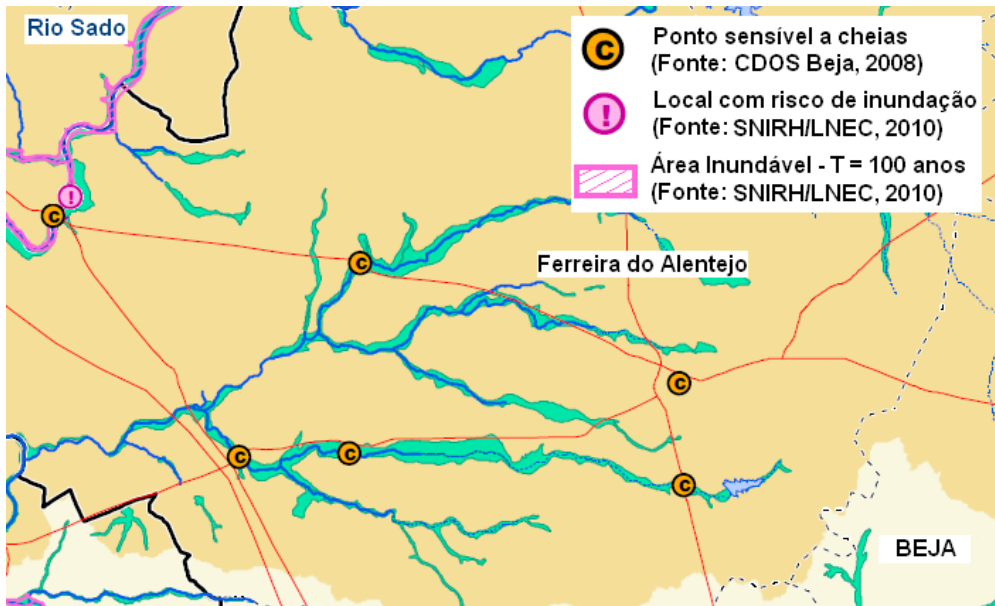 Rio Sado
C Ponto sensível a cheias
(Fonte: CDOS Beja, 2008)
! Local com risco de inundação
(Fonte: SNIRH/LNEC, 2010)
Área Inundável - T = 100 anos
(Fonte: SNIRH/LNEC, 2010)
!
C
C
Ferreira do Alentejo
C
C
C
C
BEJA